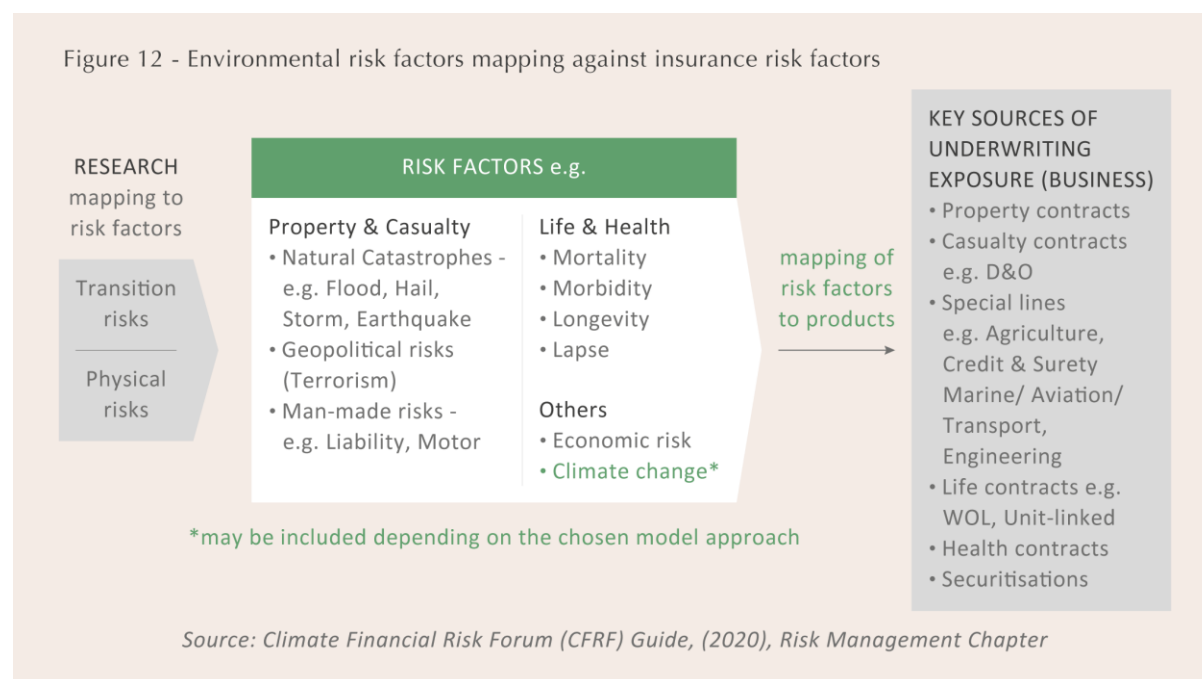 Figure 12 - Environmental risk factors mapping against insurance risk factors
RESEARCH
mapping to
risk factors
Transition
risks
Physical
risks
RISK FACTORS e.g.
Property & Casualty
• Natural Catastrophes -
e.g. Flood, Hail,
Storm, Earthquake
• Geopolitical risks
(Terrorism)
• Man-made risks -
e.g. Liability, Motor
Life & Health
• Mortality
• Morbidity
• Longevity
• Lapse
Others
• Economic risk
• Climate change*
*may be included depending on the chosen model approach
mapping of
risk factors
to products
KEY SOURCES OF
UNDERWRITING
EXPOSURE (BUSINESS)
• Property contracts
• Casualty contracts
e.g. D&O
• Special lines
e.g. Agriculture,
Credit & Surety
Marine/ Aviation/
Transport,
Engineering
• Life contracts e.g.
WOL, Unit-linked
• Health contracts
• Securitisations
Source: Climate Financial Risk Forum (CFRF) Guide, (2020), Risk Management Chapter